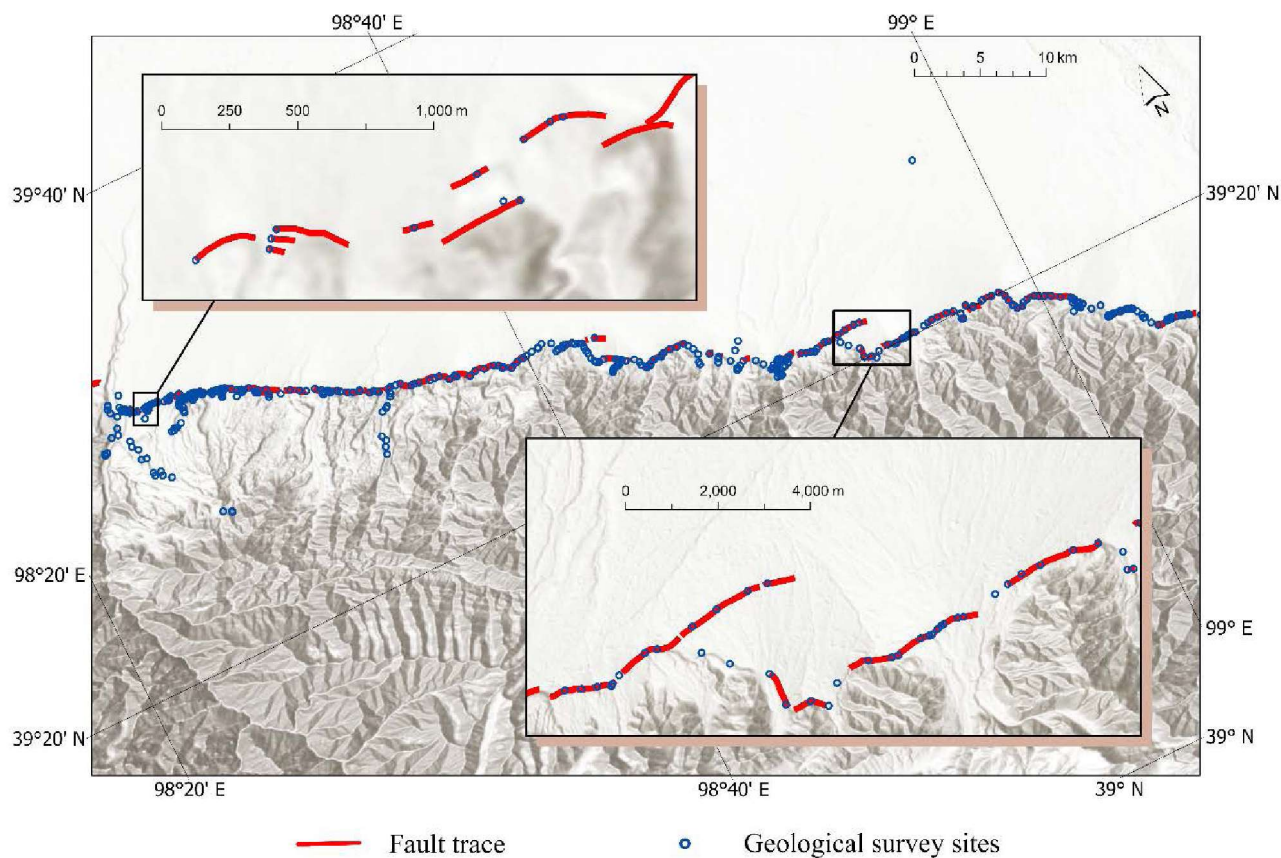 98°40' E
99° E
0 5 10 km
N
0 250 500 1,000 m
39°40' N
39°20' N
0 2,000 4,000 m
98°20' E
99° E
39°20' N
39° N
98°20' E
98°40' E
39° N
Fault trace
Geological survey sites